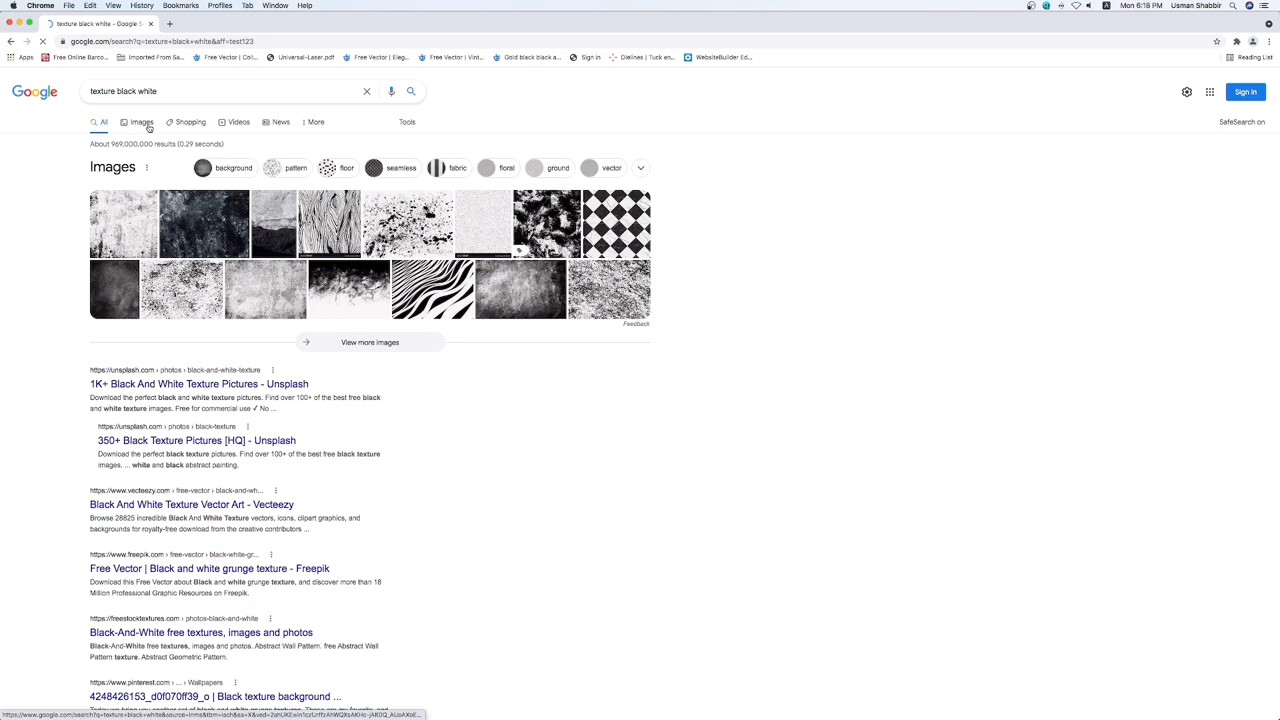 Chrome File Edit View History Bookmarks Profiles Tab Window Help
A Mon 6:18 PM Usman Shabbir
texture black white - Google S
google.com/search?q=texture+black+white&aff=test123
Apps Free Online Barco... Imported From Sa... Free Vector | Coll... Universal-Laser.pdf Free Vector | Eleg... Free Vector | Vint... Gold black black a... Sign in Dielines | Tuck en... WebsiteBuilder Ed... Reading List
Google texture black white Sign in
All Images Shopping Videos News More Tools SafeSearch on
About 969,000,000 results (0.29 seconds)
Images background pattern floor seamless fabric floral ground vector
Feedback
View more images
https://unsplash.com › photos › black-and-white-texture
1K+ Black And White Texture Pictures - Unsplash
Download the perfect black and white texture pictures. Find over 100+ of the best free black
and white texture images. Free for commercial use ✓ No ...
https://unsplash.com › photos › black-texture
350+ Black Texture Pictures [HQ] - Unsplash
Download the perfect black texture pictures. Find over 100+ of the best free black texture
images. ... white and black abstract painting.
https://www.vecteezy.com › free-vector › black-and-wh...
Black And White Texture Vector Art - Vecteezy
Browse 28825 incredible Black And White Texture vectors, icons, clipart graphics, and
backgrounds for royalty-free download from the creative contributors ...
https://www.freepik.com › free-vector › black-white-gr...
Free Vector | Black and white grunge texture - Freepik
Download this Free Vector about Black and white grunge texture, and discover more than 18
Million Professional Graphic Resources on Freepik.
https://freestocktextures.com › photos-black-and-white
Black-And-White free textures, images and photos
Black-And-White free textures, images and photos. Abstract Wall Pattern. free Abstract Wall
Pattern texture. Abstract Geometric Pattern.
https://www.pinterest.com › ... › Wallpapers
4248426153_d0f070ff39_o | Black texture background ...